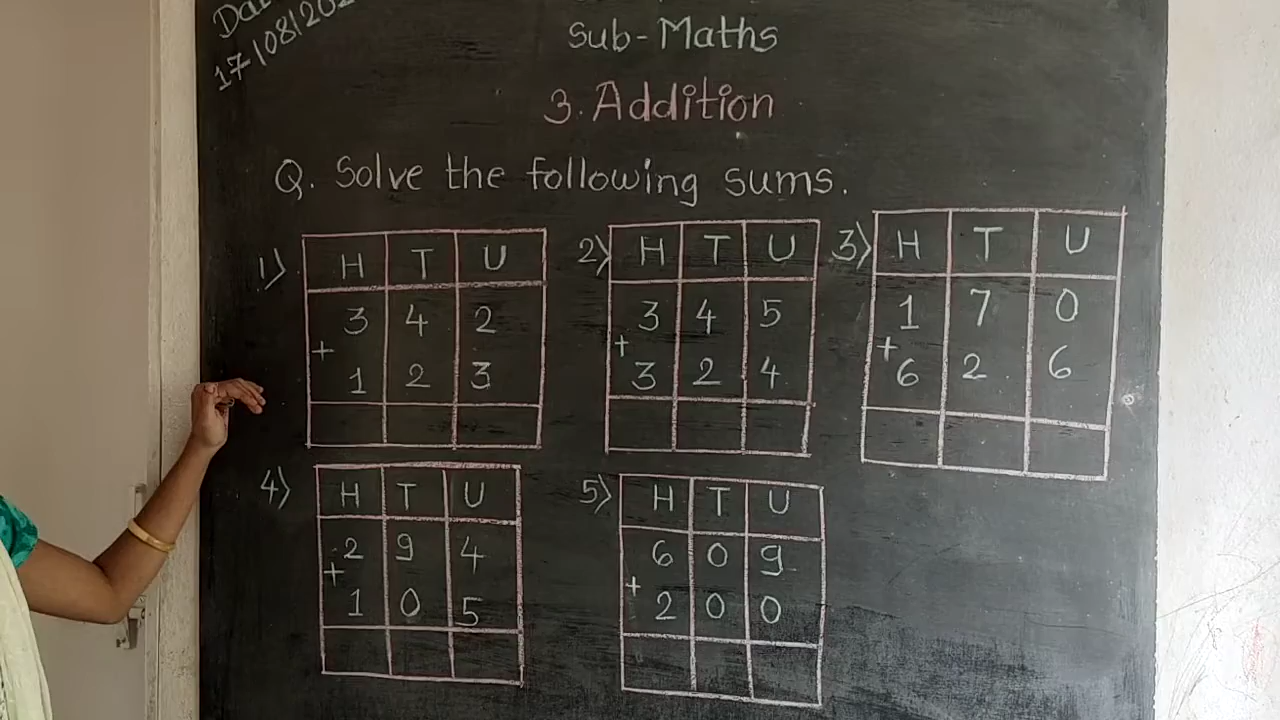 17/08/202
Sub-Maths
3. Addition
Q. Solve the following sums.
1)
H T U
3 4 2
+
1 2 3
2)
H T U
3 4 5
+
3 2 4
3)
H T U
1 7 0
+
6 2 6
4)
H T U
2 9 4
+
1 0 5
5)
H T U
6 0 9
+
2 0 0